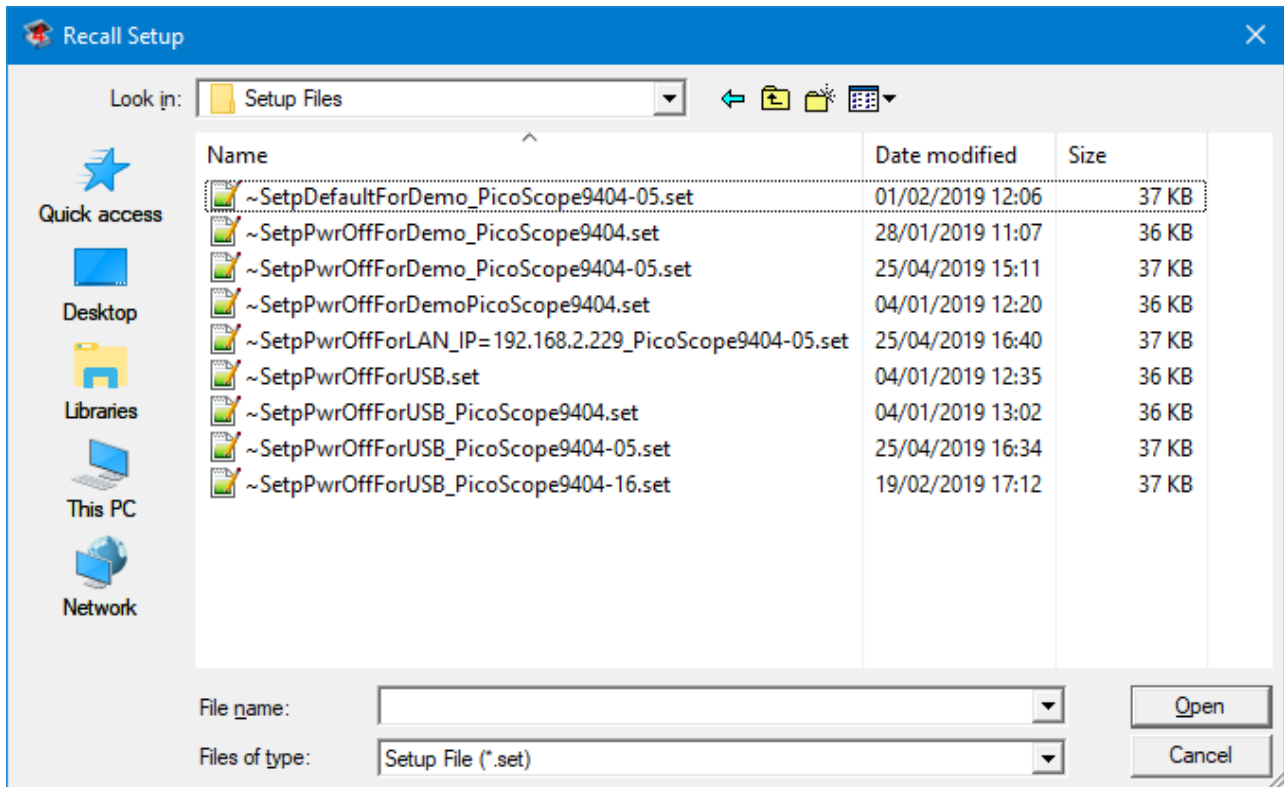 Recall Setup
Look in: Setup Files
Name Date modified Size
~SetpDefaultForDemo_PicoScope9404-05.set 01/02/2019 12:06 37 KB
~SetpPwrOffForDemo_PicoScope9404.set 28/01/2019 11:07 36 KB
~SetpPwrOffForDemo_PicoScope9404-05.set 25/04/2019 15:11 37 KB
~SetpPwrOffForDemoPicoScope9404.set 04/01/2019 12:20 36 KB
~SetpPwrOffForLAN_IP=192.168.2.229_PicoScope9404-05.set 25/04/2019 16:40 37 KB
~SetpPwrOffForUSB.set 04/01/2019 12:35 36 KB
~SetpPwrOffForUSB_PicoScope9404.set 04/01/2019 13:02 36 KB
~SetpPwrOffForUSB_PicoScope9404-05.set 25/04/2019 16:34 37 KB
~SetpPwrOffForUSB_PicoScope9404-16.set 19/02/2019 17:12 37 KB
Quick access
Desktop
Libraries
This PC
Network
File name: Open
Files of type: Setup File (*.set) Cancel